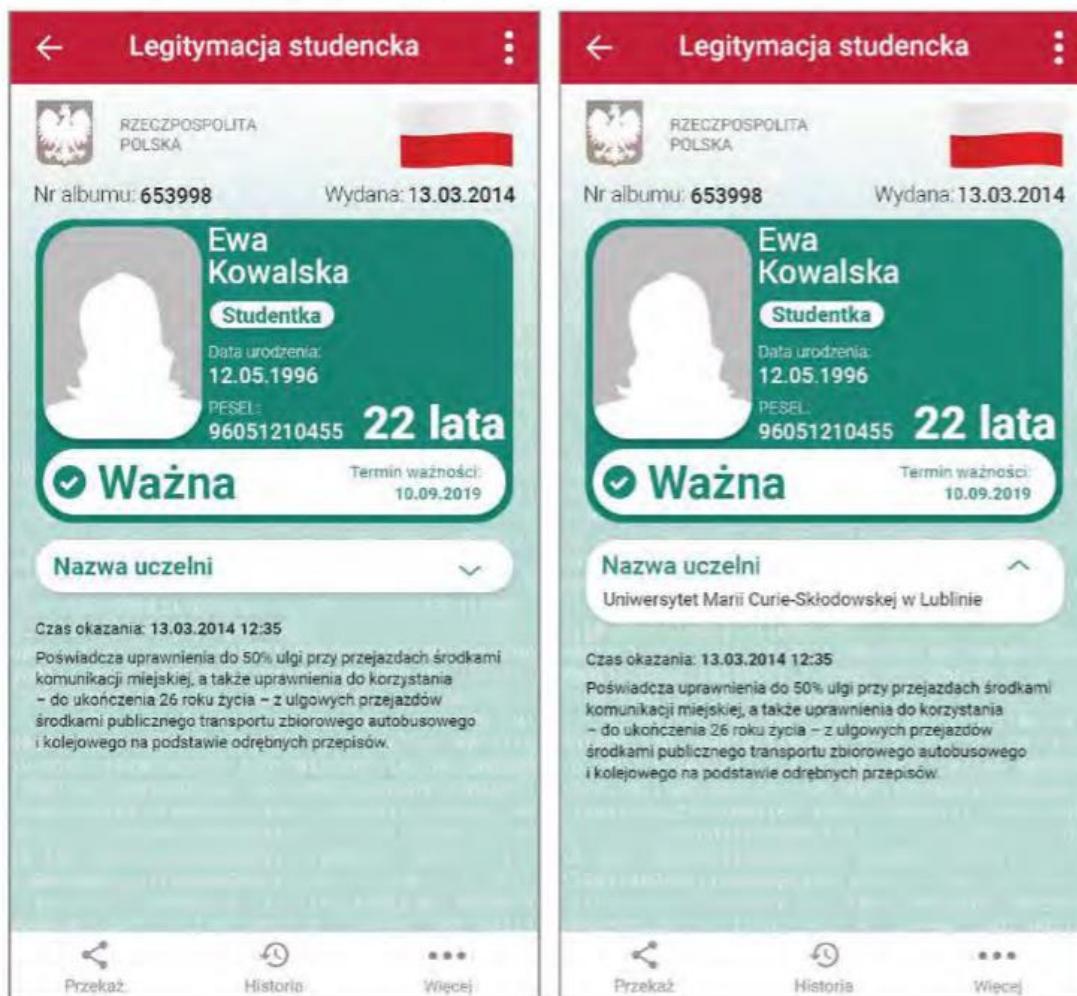 Legitymacja studencka
RZECZPOSPOLITA
POLSKA
Nr albumu: 653998
Wydana: 13.03.2014
Ewa
Kowalska
Studentka
Data urodzenia:
12.05.1996
PESEL:
96051210455
22 lata
Ważna
Termin ważności:
10.09.2019
Nazwa uczelni
Czas okazania: 13.03.2014 12:35
Poświadcza uprawnienia do 50% ulgi przy przejazdach środkami
komunikacji miejskiej, a także uprawnienia do korzystania
– do ukończenia 26 roku życia – z ulgowych przejazdów
środkami publicznego transportu zbiorowego autobusowego
i kolejowego na podstawie odrębnych przepisów.
Przekaż
Historia
Więcej
Legitymacja studencka
RZECZPOSPOLITA
POLSKA
Nr albumu: 653998
Wydana: 13.03.2014
Ewa
Kowalska
Studentka
Data urodzenia:
12.05.1996
PESEL:
96051210455
22 lata
Ważna
Termin ważności:
10.09.2019
Nazwa uczelni
Uniwersytet Marii Curie-Skłodowskej w Lublinie
Czas okazania: 13.03.2014 12:35
Poświadcza uprawnienia do 50% ulgi przy przejazdach środkami
komunikacji miejskiej, a także uprawnienia do korzystania
– do ukończenia 26 roku życia – z ulgowych przejazdów
środkami publicznego transportu zbiorowego autobusowego
i kolejowego na podstawie odrębnych przepisów.
Przekaż
Historia
Więcej